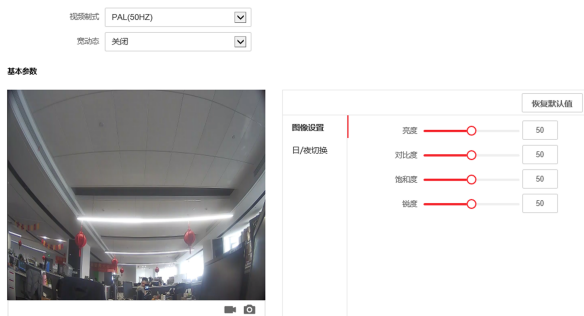 视频制式 PAL(50HZ)
宽动态 关闭
基本参数
恢复默认值
图像设置
日/夜切换
亮度 50
对比度 50
饱和度 50
锐度 50